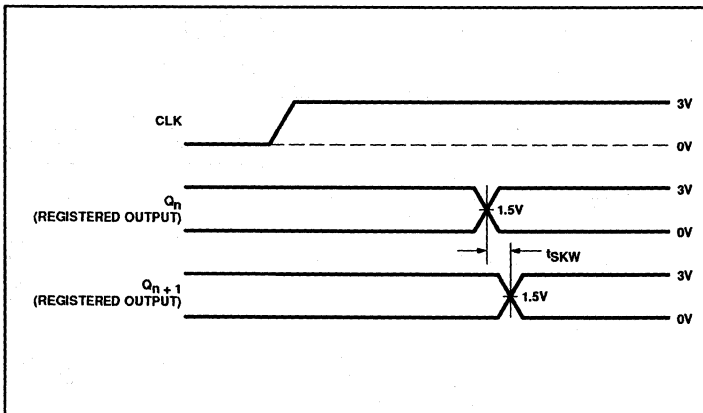 3V
CLK
0V
Qn
(REGISTERED OUTPUT)
3V
1.5V
0V
tSKW
Qn + 1
(REGISTERED OUTPUT)
3V
1.5V
0V